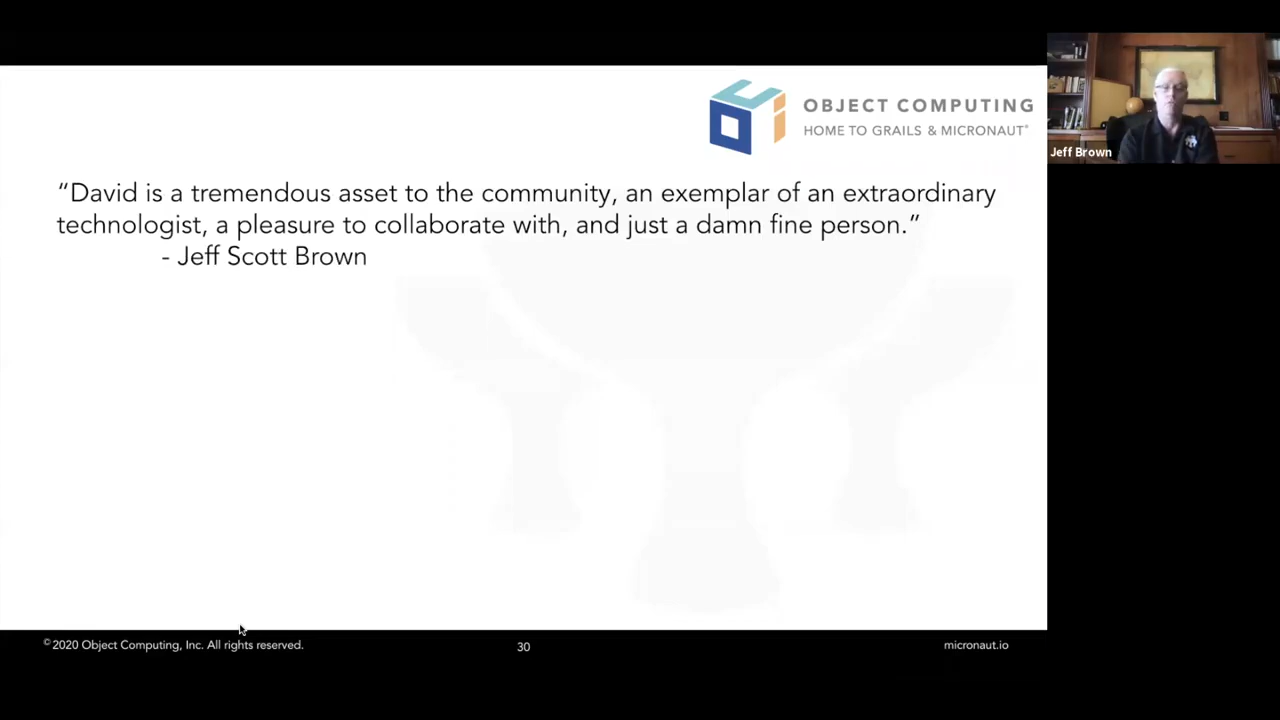 OBJECT COMPUTING
HOME TO GRAILS & MICRONAUT®
Jeff Brown
“David is a tremendous asset to the community, an exemplar of an extraordinary
technologist, a pleasure to collaborate with, and just a damn fine person.”
- Jeff Scott Brown
©2020 Object Computing, Inc. All rights reserved.
30
micronaut.io